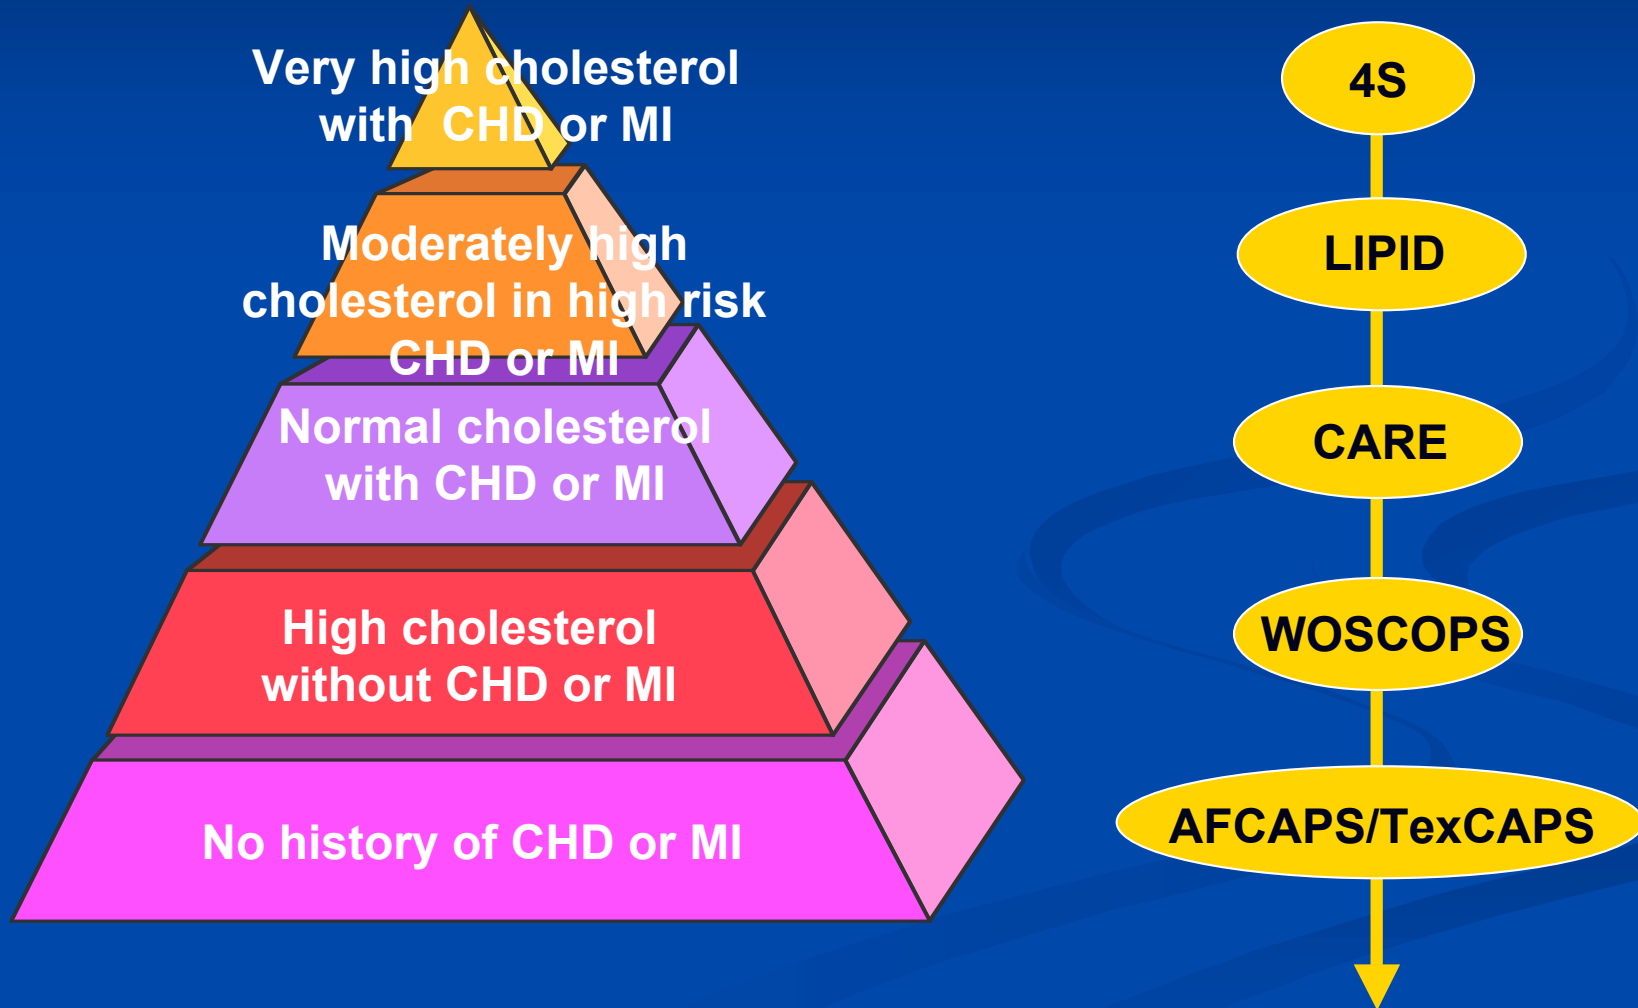 Very high cholesterol
with CHD or MI
Moderately high
cholesterol in high risk
CHD or MI
Normal cholesterol
with CHD or MI
High cholesterol
without CHD or MI
No history of CHD or MI
4S
LIPID
CARE
WOSCOPS
AFCAPS/TexCAPS